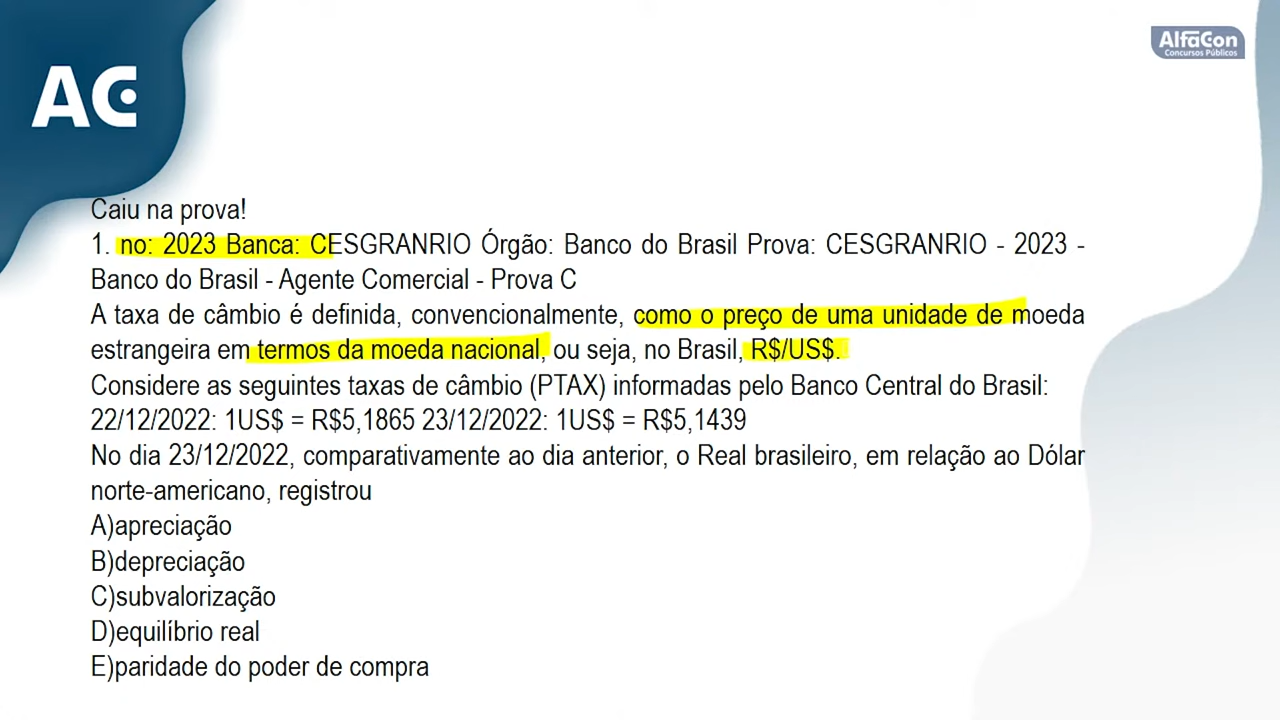 AC
AlfaCon
Concursos Públicos
Caiu na prova!
1. no: 2023 Banca: CESGRANRIO Órgão: Banco do Brasil Prova: CESGRANRIO - 2023 -
Banco do Brasil - Agente Comercial - Prova C
A taxa de câmbio é definida, convencionalmente, como o preço de uma unidade de moeda
estrangeira em termos da moeda nacional, ou seja, no Brasil, R$/US$.
Considere as seguintes taxas de câmbio (PTAX) informadas pelo Banco Central do Brasil:
22/12/2022: 1US$ = R$5,1865 23/12/2022: 1US$ = R$5,1439
No dia 23/12/2022, comparativamente ao dia anterior, o Real brasileiro, em relação ao Dólar
norte-americano, registrou
A)apreciação
B)depreciação
C)subvalorização
D)equilíbrio real
E)paridade do poder de compra